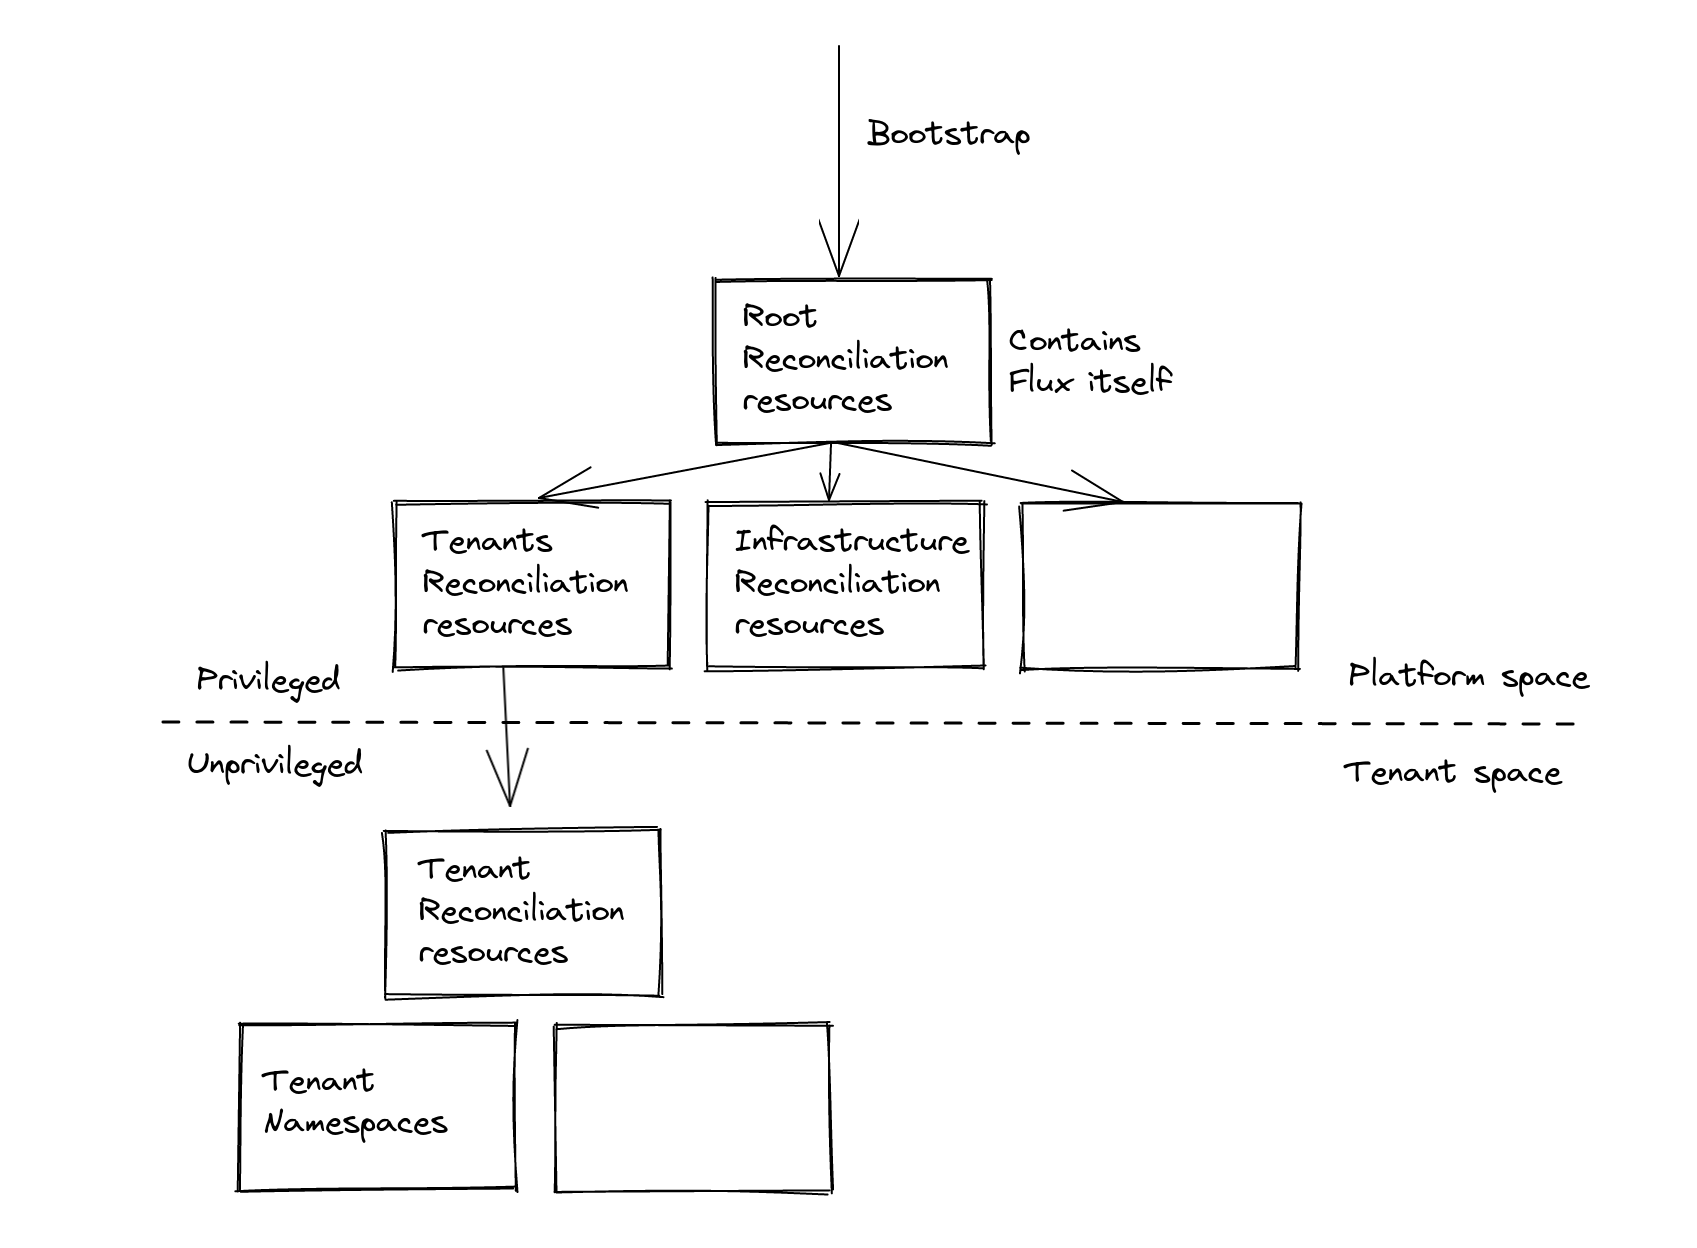 Bootstrap
Root
Reconciliation
resources
Contains
Flux itself
Tenants
Reconciliation
resources
Infrastructure
Reconciliation
resources
Privileged
Platform space
Unprivileged
Tenant space
Tenant
Reconciliation
resources
Tenant
Namespaces